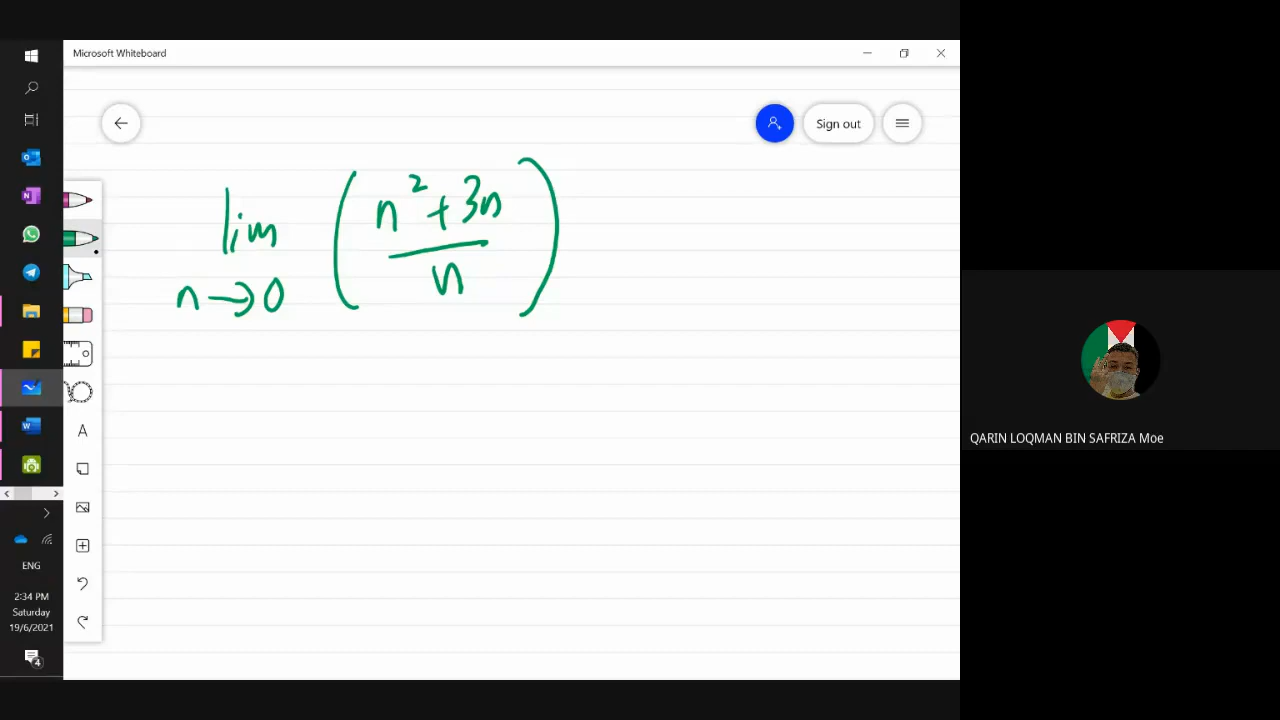 Microsoft Whiteboard
Sign out
lim n→0 (n² + 3n / n)
A
ENG
2:34 PM
Saturday
19/6/2021
4
QARIN LOQMAN BIN SAFRIZA Moe